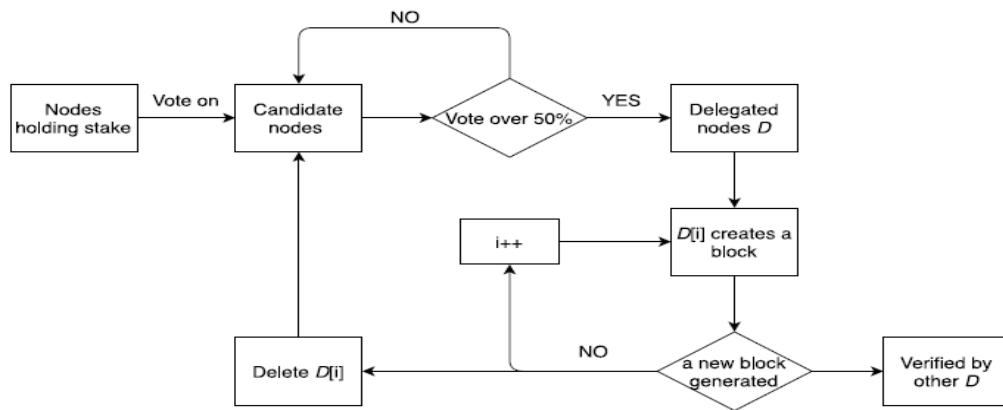 NO
Nodes
holding stake
Vote on
Candidate
nodes
Vote over 50%
YES
Delegated
nodes D
i++
D[i] creates a
block
Delete D[i]
NO
a new block
generated
Verified by
other D